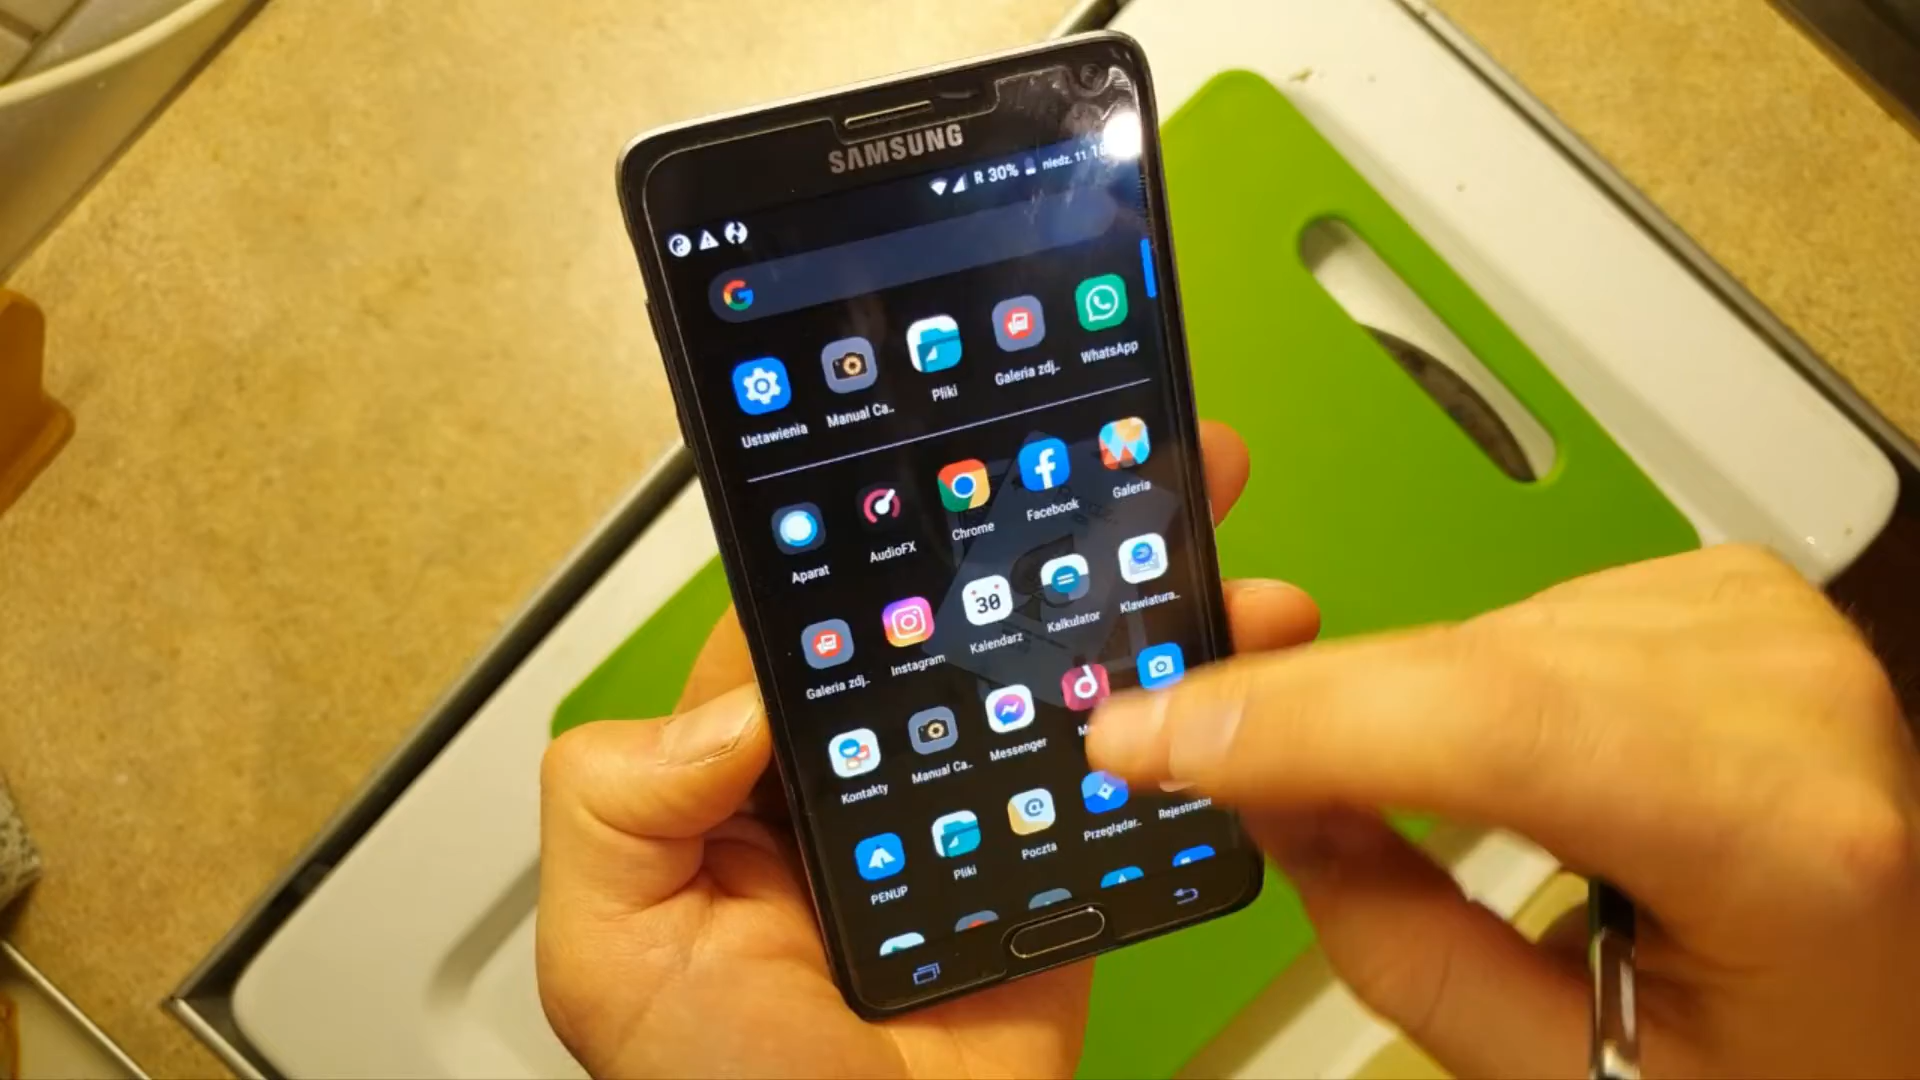 SAMSUNG
R 30% niedz. 11
Ustawienia Manual Ca.. Pliki Galeria zdj.. WhatsApp
Aparat AudioFX Chrome Facebook Galeria
Galeria zdj.. Instagram 30 Kalendarz Kalkulator Klawiatura..
Kontakty Manual Ca.. Messenger
PENUP Pliki Poczta Przeglądar.. Rejestrator